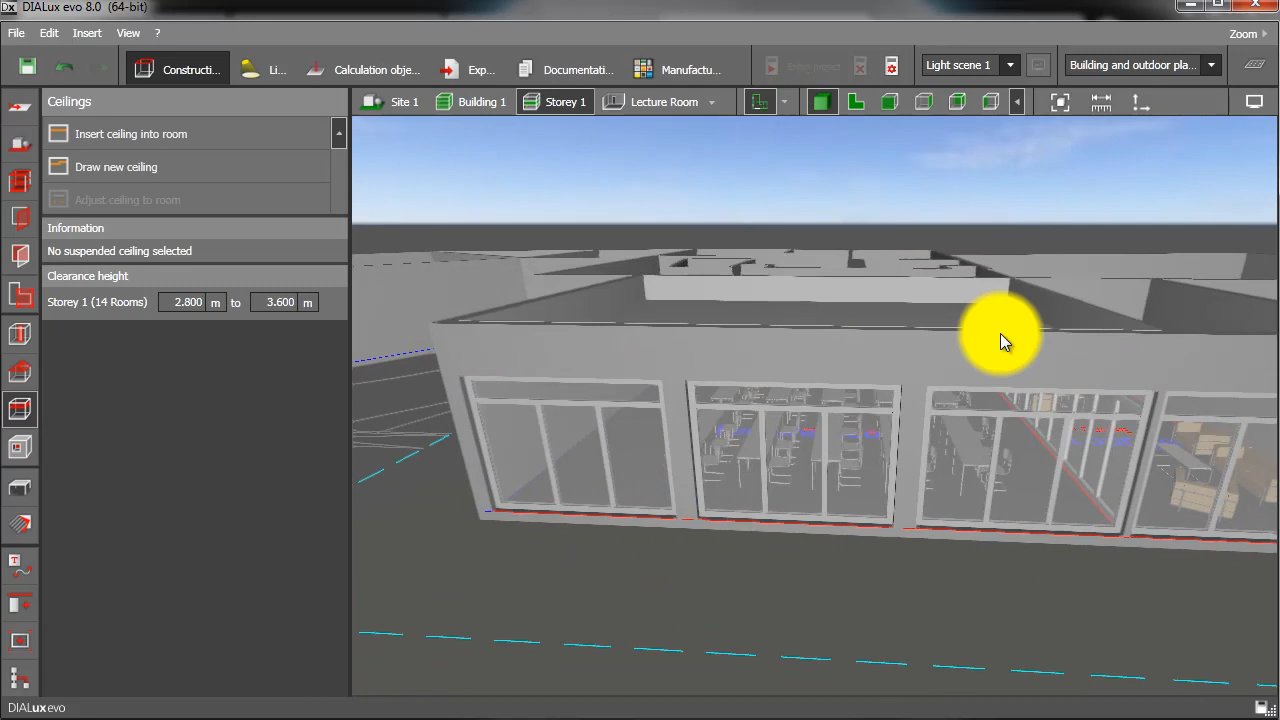 DIALux evo 8.0 (64-bit)
File Edit Insert View ? Zoom
Constructi... Li... Calculation obje... Exp... Documentati... Manufactu... Light scene 1 Building and outdoor pla...
Ceilings
Site 1 Building 1 Storey 1 Lecture Room
Insert ceiling into room
Draw new ceiling
Adjust ceiling to room
Information
No suspended ceiling selected
Clearance height
Storey 1 (14 Rooms) 2.800 m to 3.600 m
DIALux evo